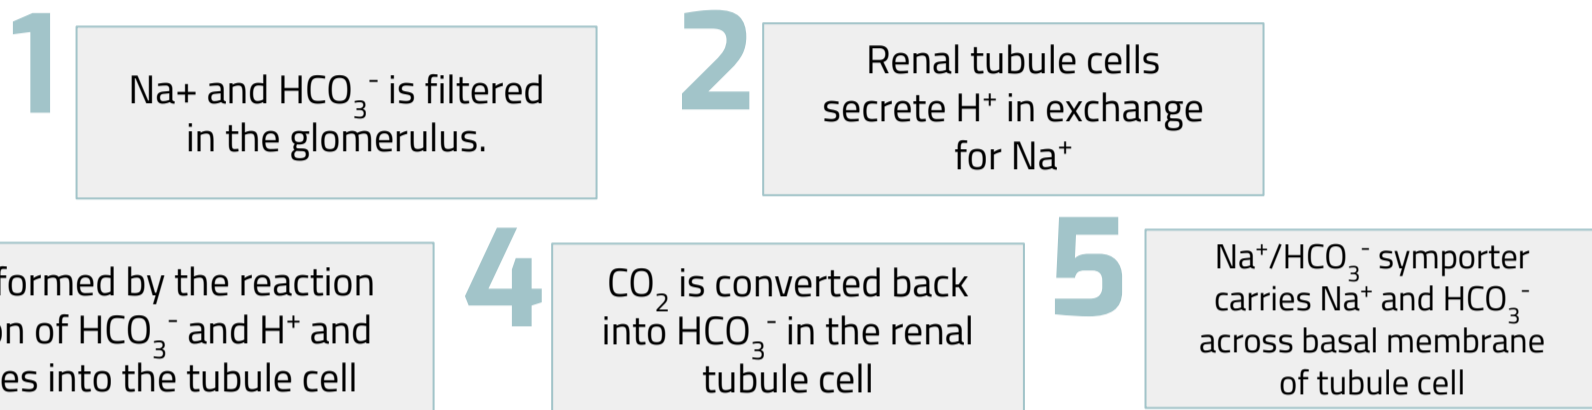 1
Na+ and HCO₃⁻ is filtered
in the glomerulus.
2
Renal tubule cells
secrete H⁺ in exchange
for Na⁺
formed by the reaction
of HCO₃⁻ and H⁺ and
into the tubule cell
4
CO₂ is converted back
into HCO₃⁻ in the renal
tubule cell
5
Na⁺/HCO₃⁻ symporter
carries Na⁺ and HCO₃⁻
across basal membrane
of tubule cell